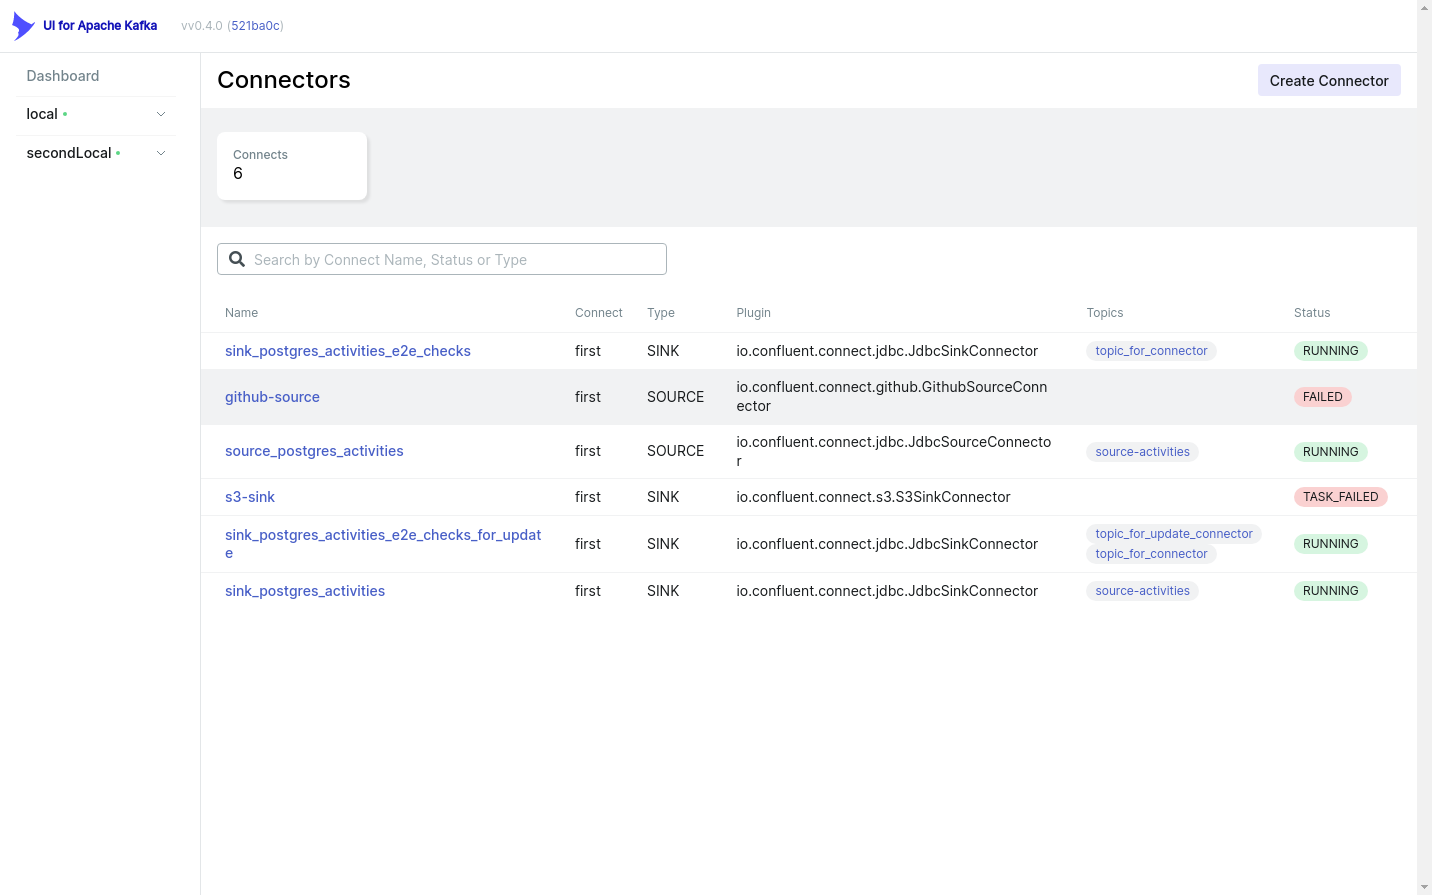 UI for Apache Kafka
vv0.4.0 (521ba0c)
Dashboard
local
secondLocal
Connectors
Create Connector
Connects
6
Search by Connect Name, Status or Type
Name Connect Type Plugin Topics Status
sink_postgres_activities_e2e_checks first SINK io.confluent.connect.jdbc.JdbcSinkConnector topic_for_connector RUNNING
github-source first SOURCE io.confluent.connect.github.GithubSourceConn
ector FAILED
source_postgres_activities first SOURCE io.confluent.connect.jdbc.JdbcSourceConnecto
r source-activities RUNNING
s3-sink first SINK io.confluent.connect.s3.S3SinkConnector TASK_FAILED
sink_postgres_activities_e2e_checks_for_updat
e first SINK io.confluent.connect.jdbc.JdbcSinkConnector topic_for_update_connector
topic_for_connector RUNNING
sink_postgres_activities first SINK io.confluent.connect.jdbc.JdbcSinkConnector source-activities RUNNING